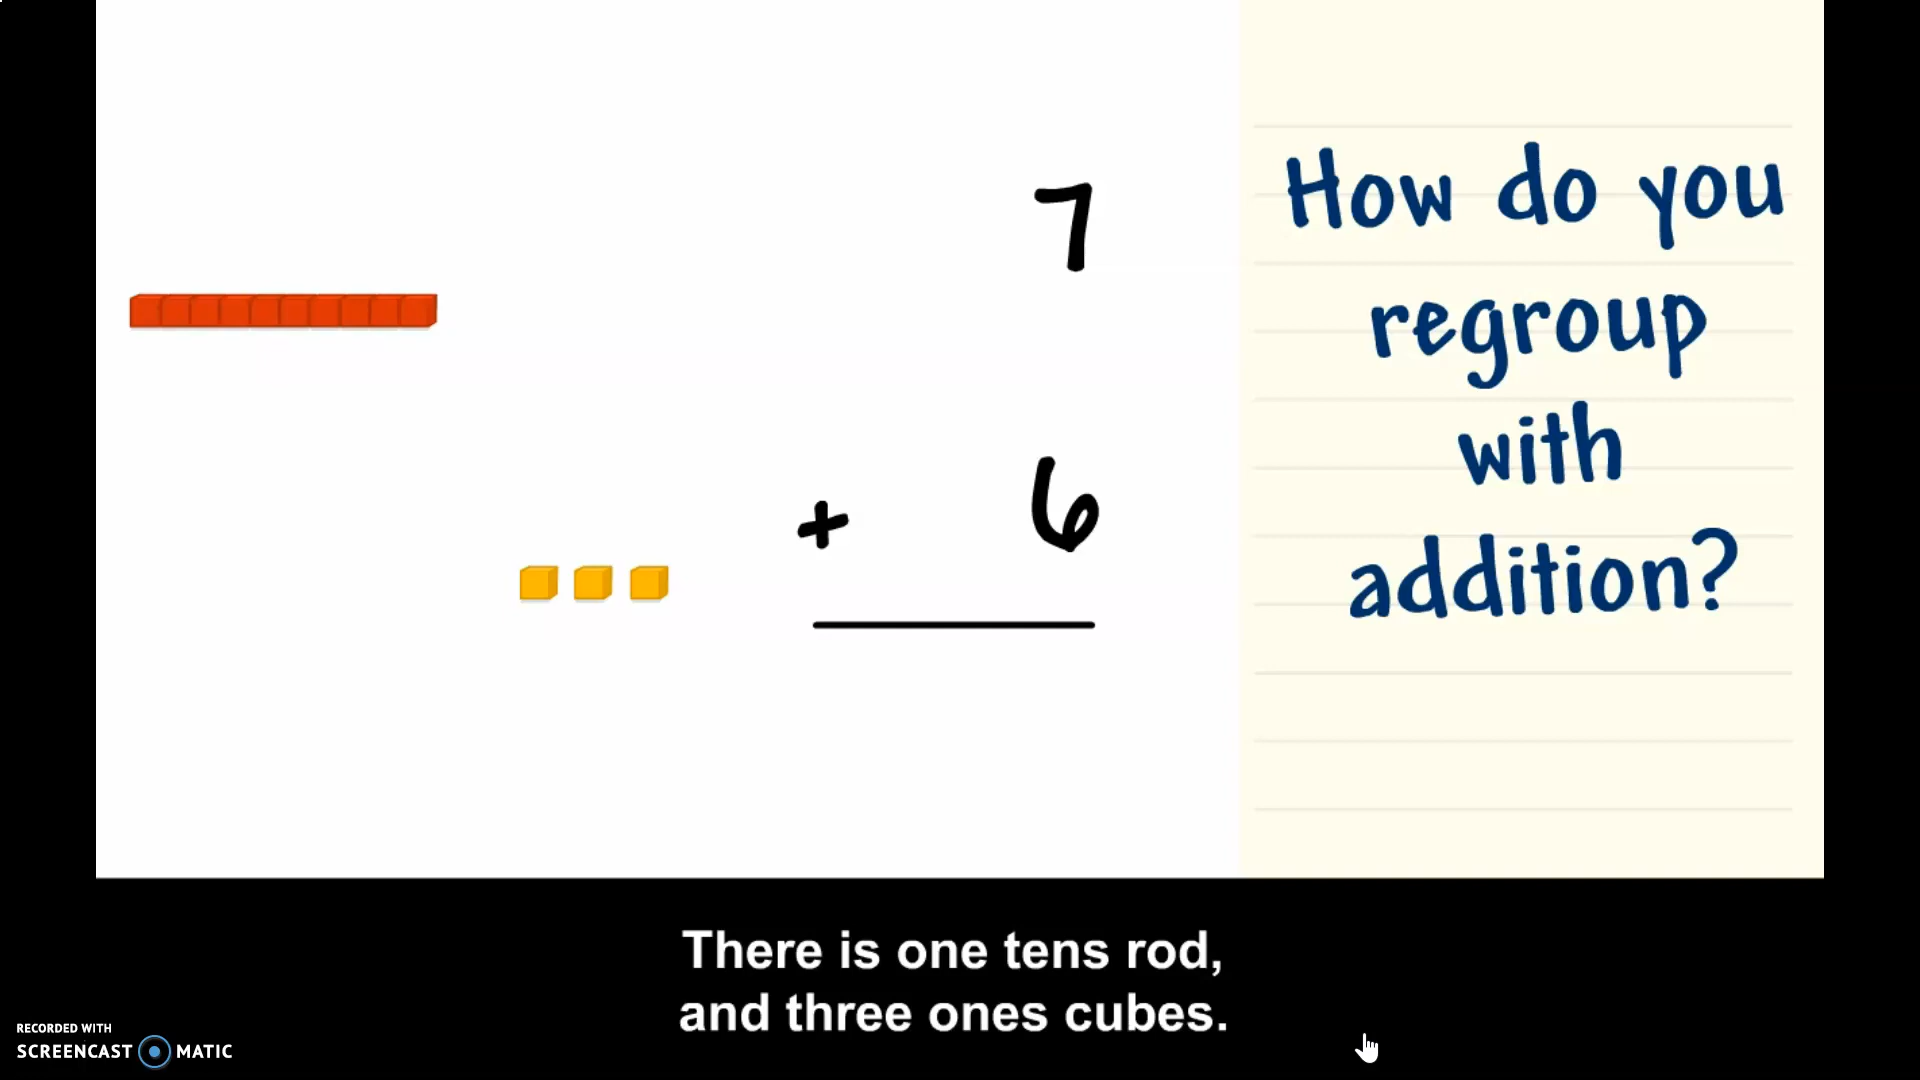 7
+ 6
How do you
regroup
with
addition?
There is one tens rod,
and three ones cubes.
RECORDED WITH
SCREENCAST MATIC